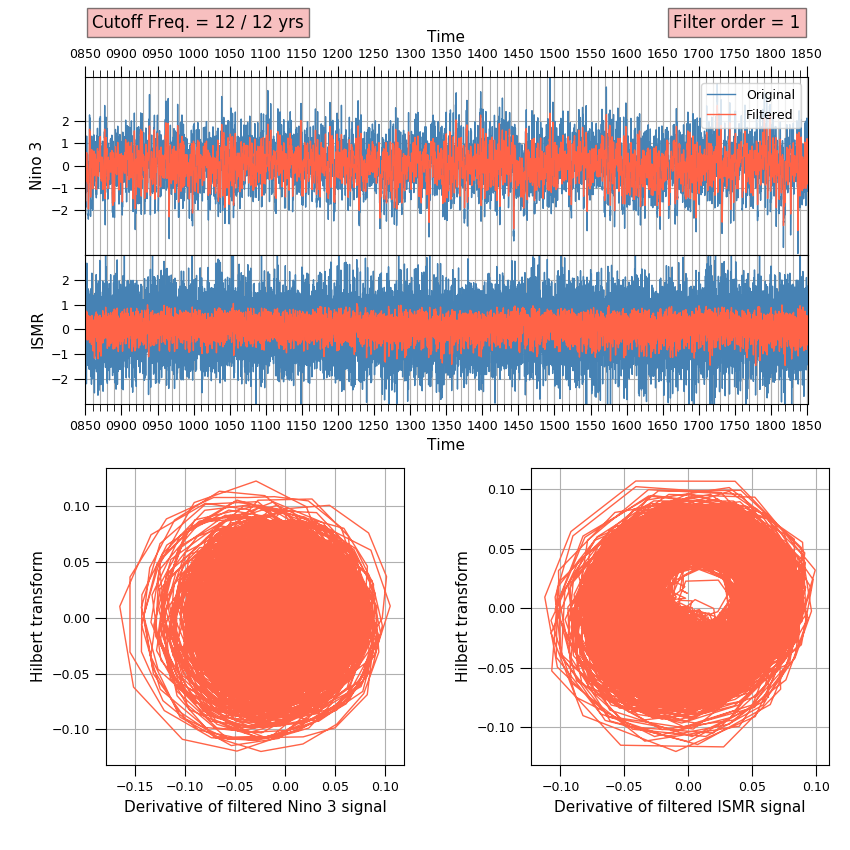 Cutoff Freq. = 12 / 12 yrs
Filter order = 1
Time
0850 0900 0950 1000 1050 1100 1150 1200 1250 1300 1350 1400 1450 1500 1550 1600 1650 1700 1750 1800 1850
Original
Filtered
Nino 3
2
1
0
−1
−2
ISMR
2
1
0
−1
−2
0850 0900 0950 1000 1050 1100 1150 1200 1250 1300 1350 1400 1450 1500 1550 1600 1650 1700 1750 1800 1850
Time
Hilbert transform
0.10
0.05
0.00
−0.05
−0.10
−0.15 −0.10 −0.05 0.00 0.05 0.10
Derivative of filtered Nino 3 signal
Hilbert transform
0.10
0.05
0.00
−0.05
−0.10
−0.10 −0.05 0.00 0.05 0.10
Derivative of filtered ISMR signal